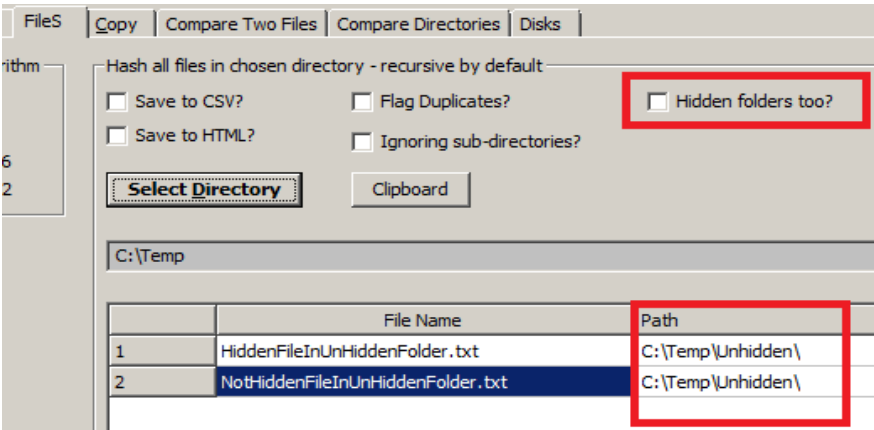 FileS Copy Compare Two Files Compare Directories Disks
rithm Hash all files in chosen directory - recursive by default
Save to CSV? Flag Duplicates? Hidden folders too?
Save to HTML? Ignoring sub-directories?
6
2 Select Directory Clipboard
C:\Temp
File Name Path
1 HiddenFileInUnHiddenFolder.txt C:\Temp\Unhidden\
2 NotHiddenFileInUnHiddenFolder.txt C:\Temp\Unhidden\